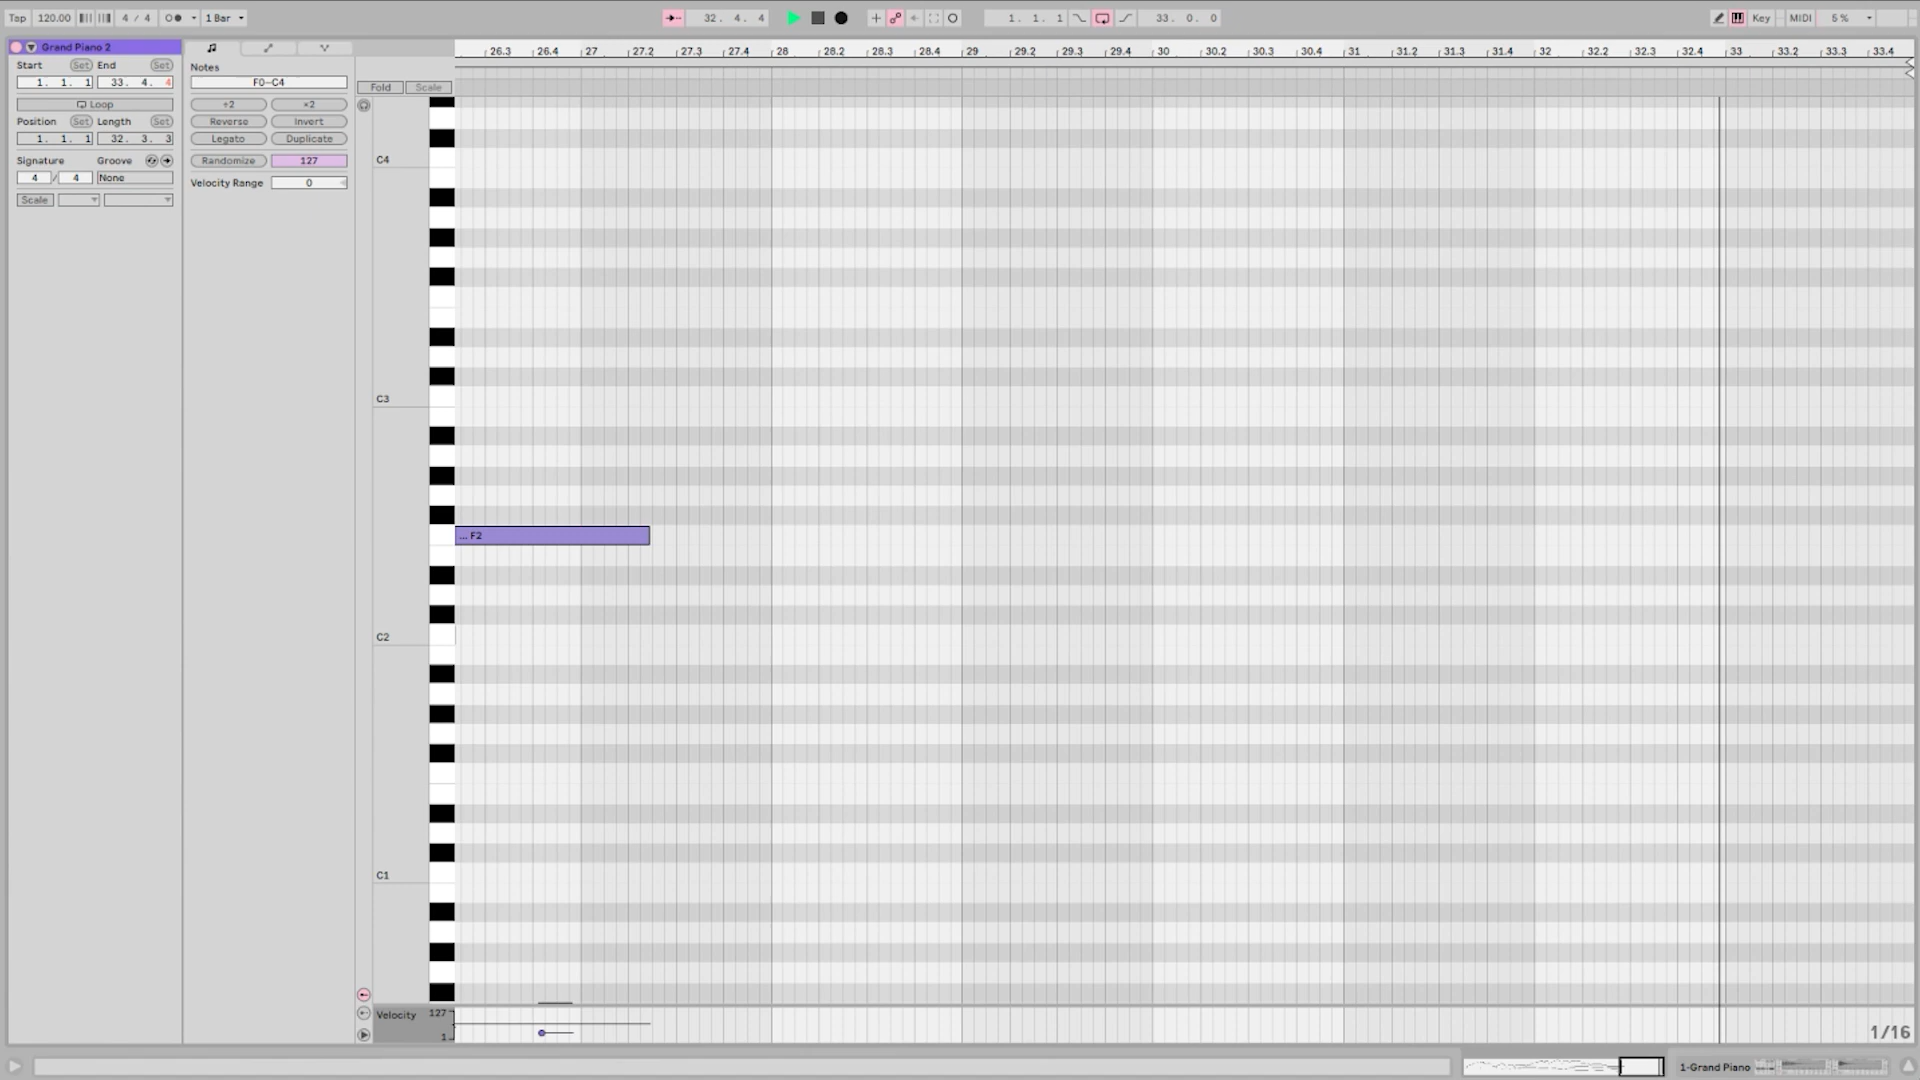 Tap 120.00 4 / 4 1 Bar 32. 4. 4 1. 1. 1 33. 0. 0 Key MIDI 5 %
Grand Piano 2
Start Set End Set
1. 1. 1 33. 4. 4
Loop
Position Set Length Set
1. 1. 1 32. 3. 3
Signature Groove
4 / 4 None
Scale
Notes
F0-C4
÷2 ×2
Reverse Invert
Legato Duplicate
Randomize 127
Velocity Range 0
26.3 26.4 27 27.2 27.3 27.4 28 28.2 28.3 28.4 29 29.2 29.3 29.4 30 30.2 30.3 30.4 31 31.2 31.3 31.4 32 32.2 32.3 32.4 33 33.2 33.3 33.4
Fold Scale
C4
C3
... F2
C2
C1
Velocity 127
1
1/16
1-Grand Piano